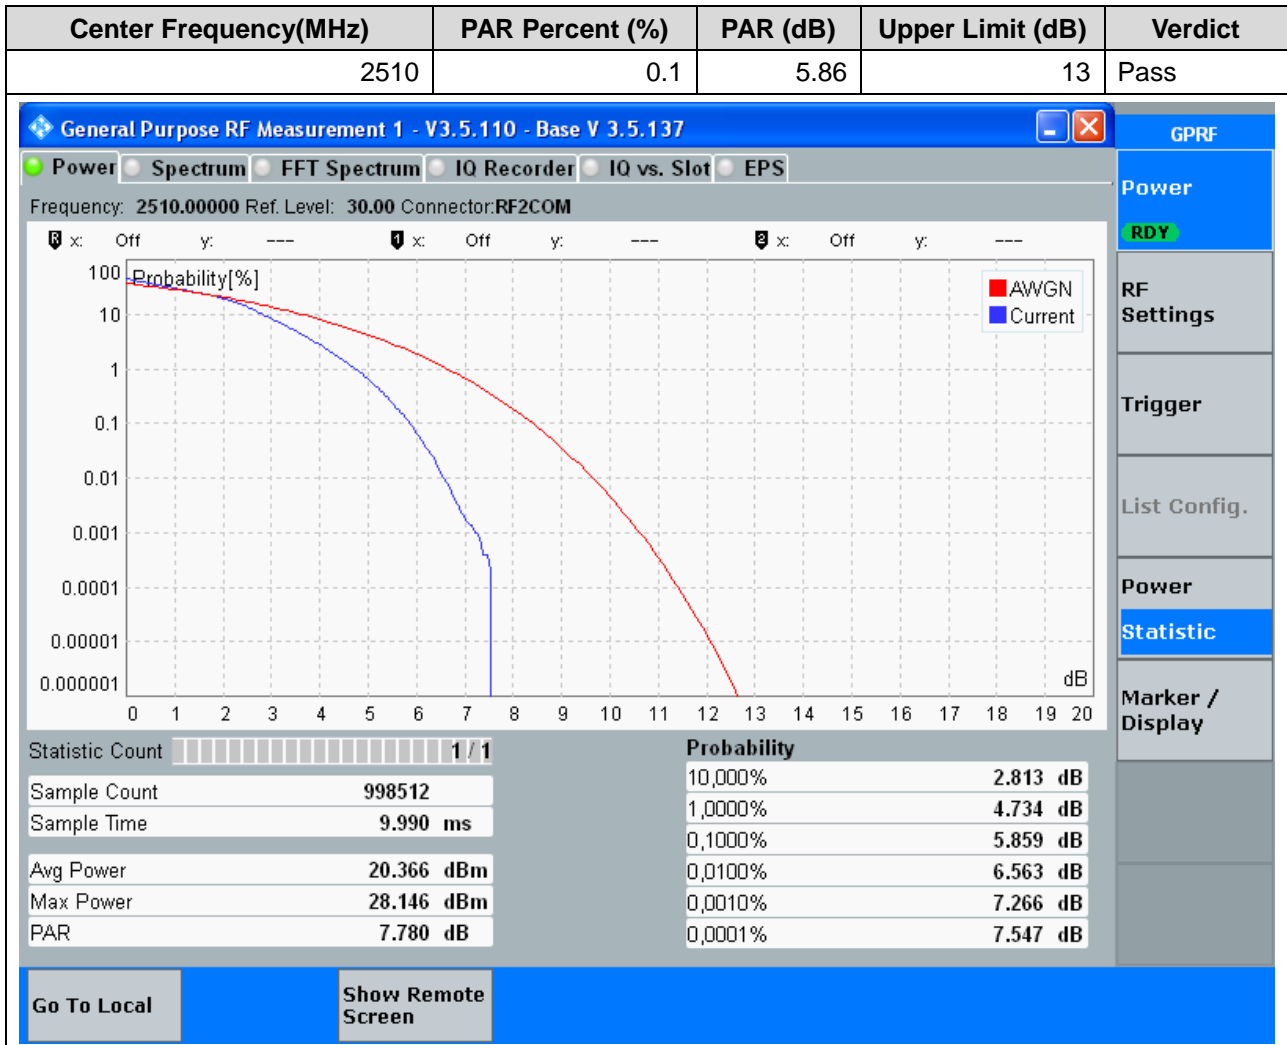 Center Frequency(MHz) PAR Percent (%) PAR (dB) Upper Limit (dB) Verdict
2510 0.1 5.86 13 Pass
General Purpose RF Measurement 1 - V3.5.110 - Base V 3.5.137
GPRF
Power Spectrum FFT Spectrum IQ Recorder IQ vs. Slot EPS
Power
RDY
Frequency: 2510.00000 Ref. Level: 30.00 Connector:RF2COM
R x: Off y: --- 1 x: Off y: --- 2 x: Off y: ---
Probability[%]
100
10
1
0.1
0.01
0.001
0.0001
0.00001
0.000001
AWGN
Current
dB
0 1 2 3 4 5 6 7 8 9 10 11 12 13 14 15 16 17 18 19 20
RF
Settings
Trigger
List Config.
Power
Statistic
Marker /
Display
Statistic Count 1 / 1
Sample Count 998512
Sample Time 9.990 ms
Avg Power 20.366 dBm
Max Power 28.146 dBm
PAR 7.780 dB
Probability
10,000% 2.813 dB
1,0000% 4.734 dB
0,1000% 5.859 dB
0,0100% 6.563 dB
0,0010% 7.266 dB
0,0001% 7.547 dB
Go To Local
Show Remote
Screen